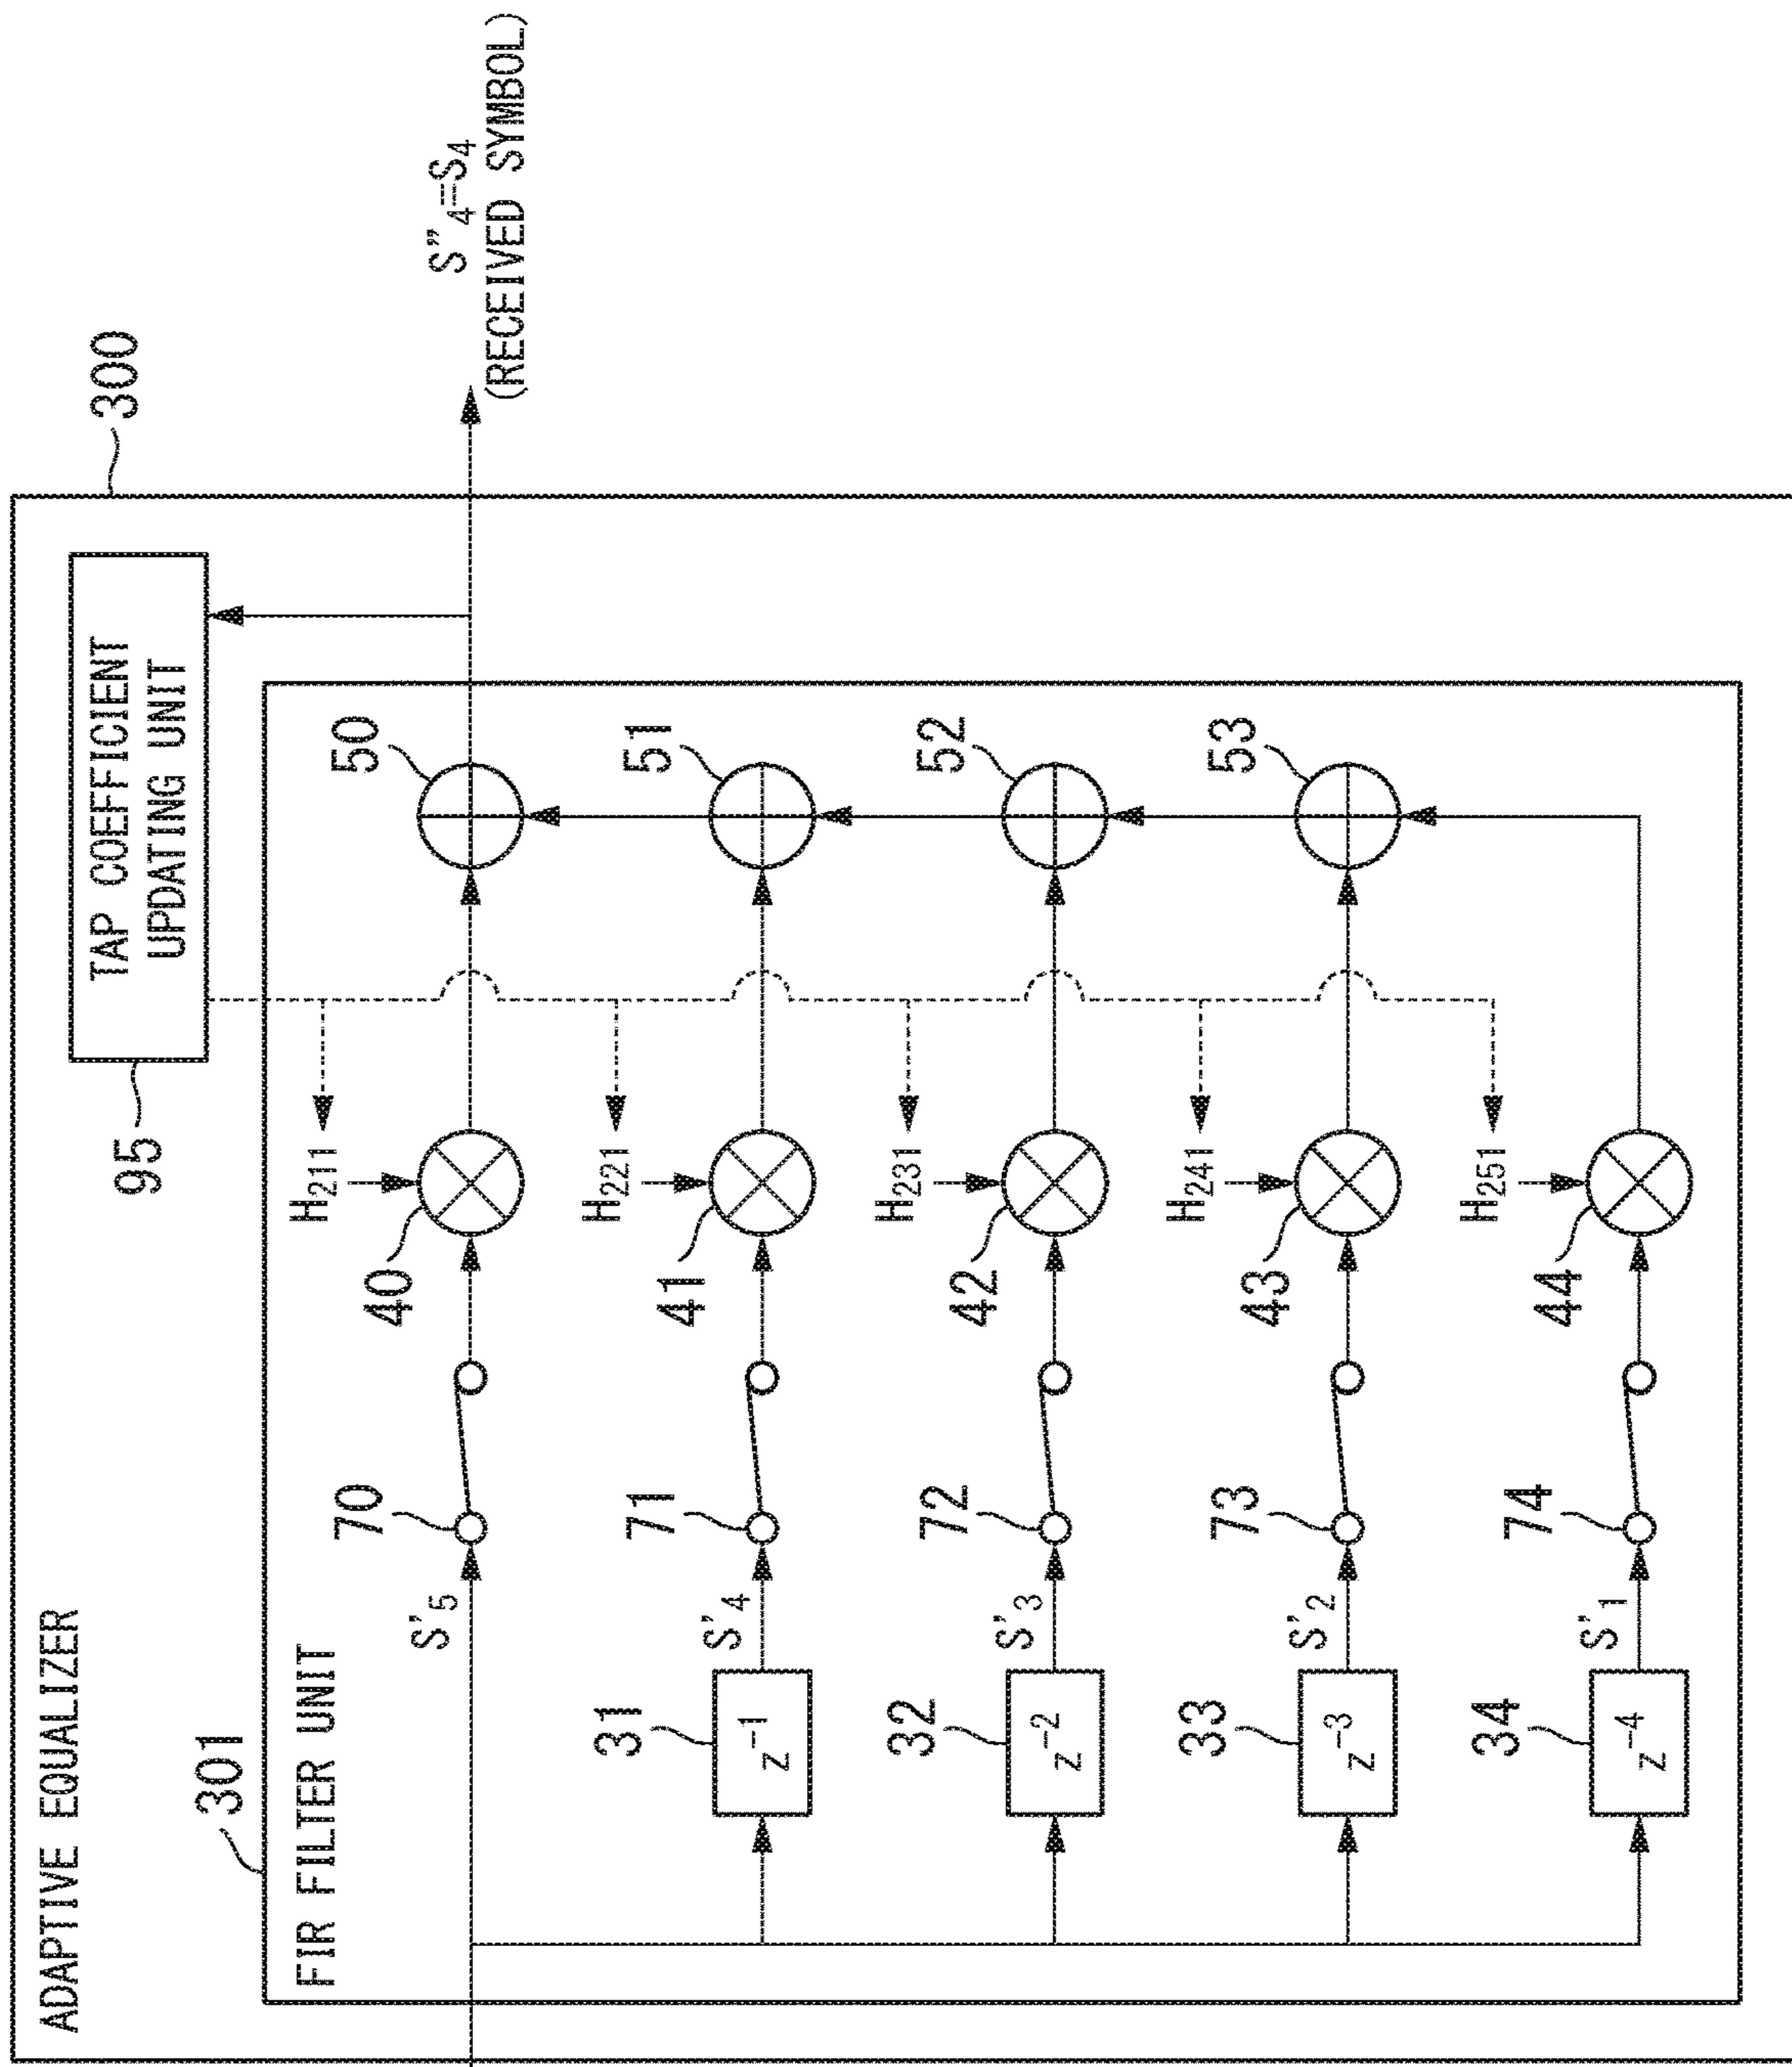 ADAPTIVE EQUALIZER
300
95
TAP COEFFICIENT
UPDATING UNIT
301
FIR FILTER UNIT
S'5
70
40
H211
50
S"4=S4
(RECEIVED SYMBOL)
31
z-1
S'4
71
41
H221
51
32
z-2
S'3
72
42
H231
52
33
z-3
S'2
73
43
H241
53
34
z-4
S'1
74
44
H251